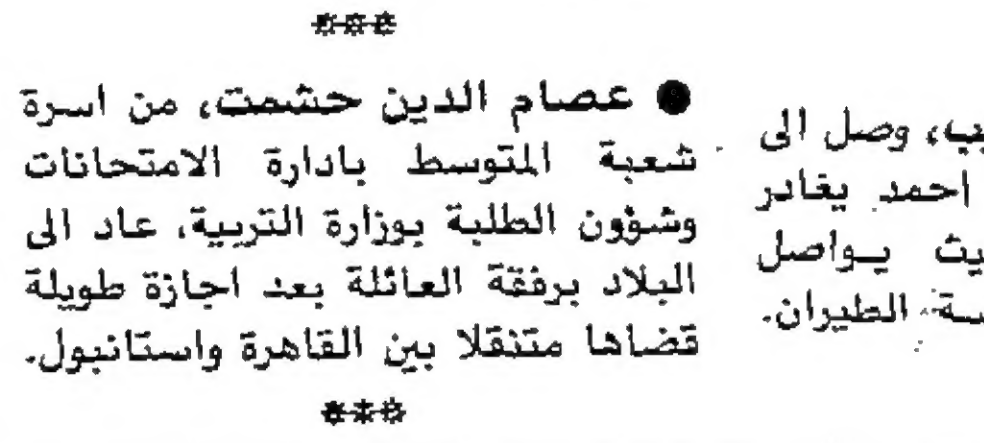 ***
● عصام الدين حشمت، من اسرة
شعبة المتوسط بادارة الامتحانات
وشؤون الطلبة بوزارة التربية، عاد الى
البلاد برفقة العائلة بعد اجازة طويلة
قضاها متنقلا بين القاهرة واستانبول.
***
وصل الى
احمد يغادر
يـواصل
الطيران.